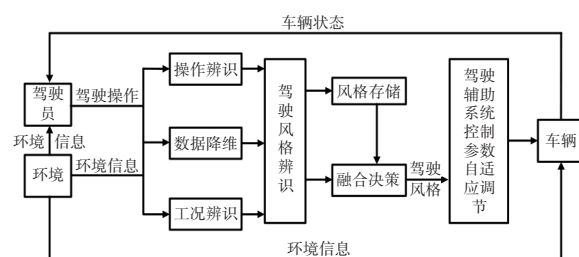 车辆状态
驾驶员
驾驶操作
环境 信息
环境
环境信息
操作辨识
数据降维
工况辨识
驾驶风格辨识
风格存储
融合决策
驾驶风格
驾驶辅助系统控制参数自适应调节
车辆
环境信息